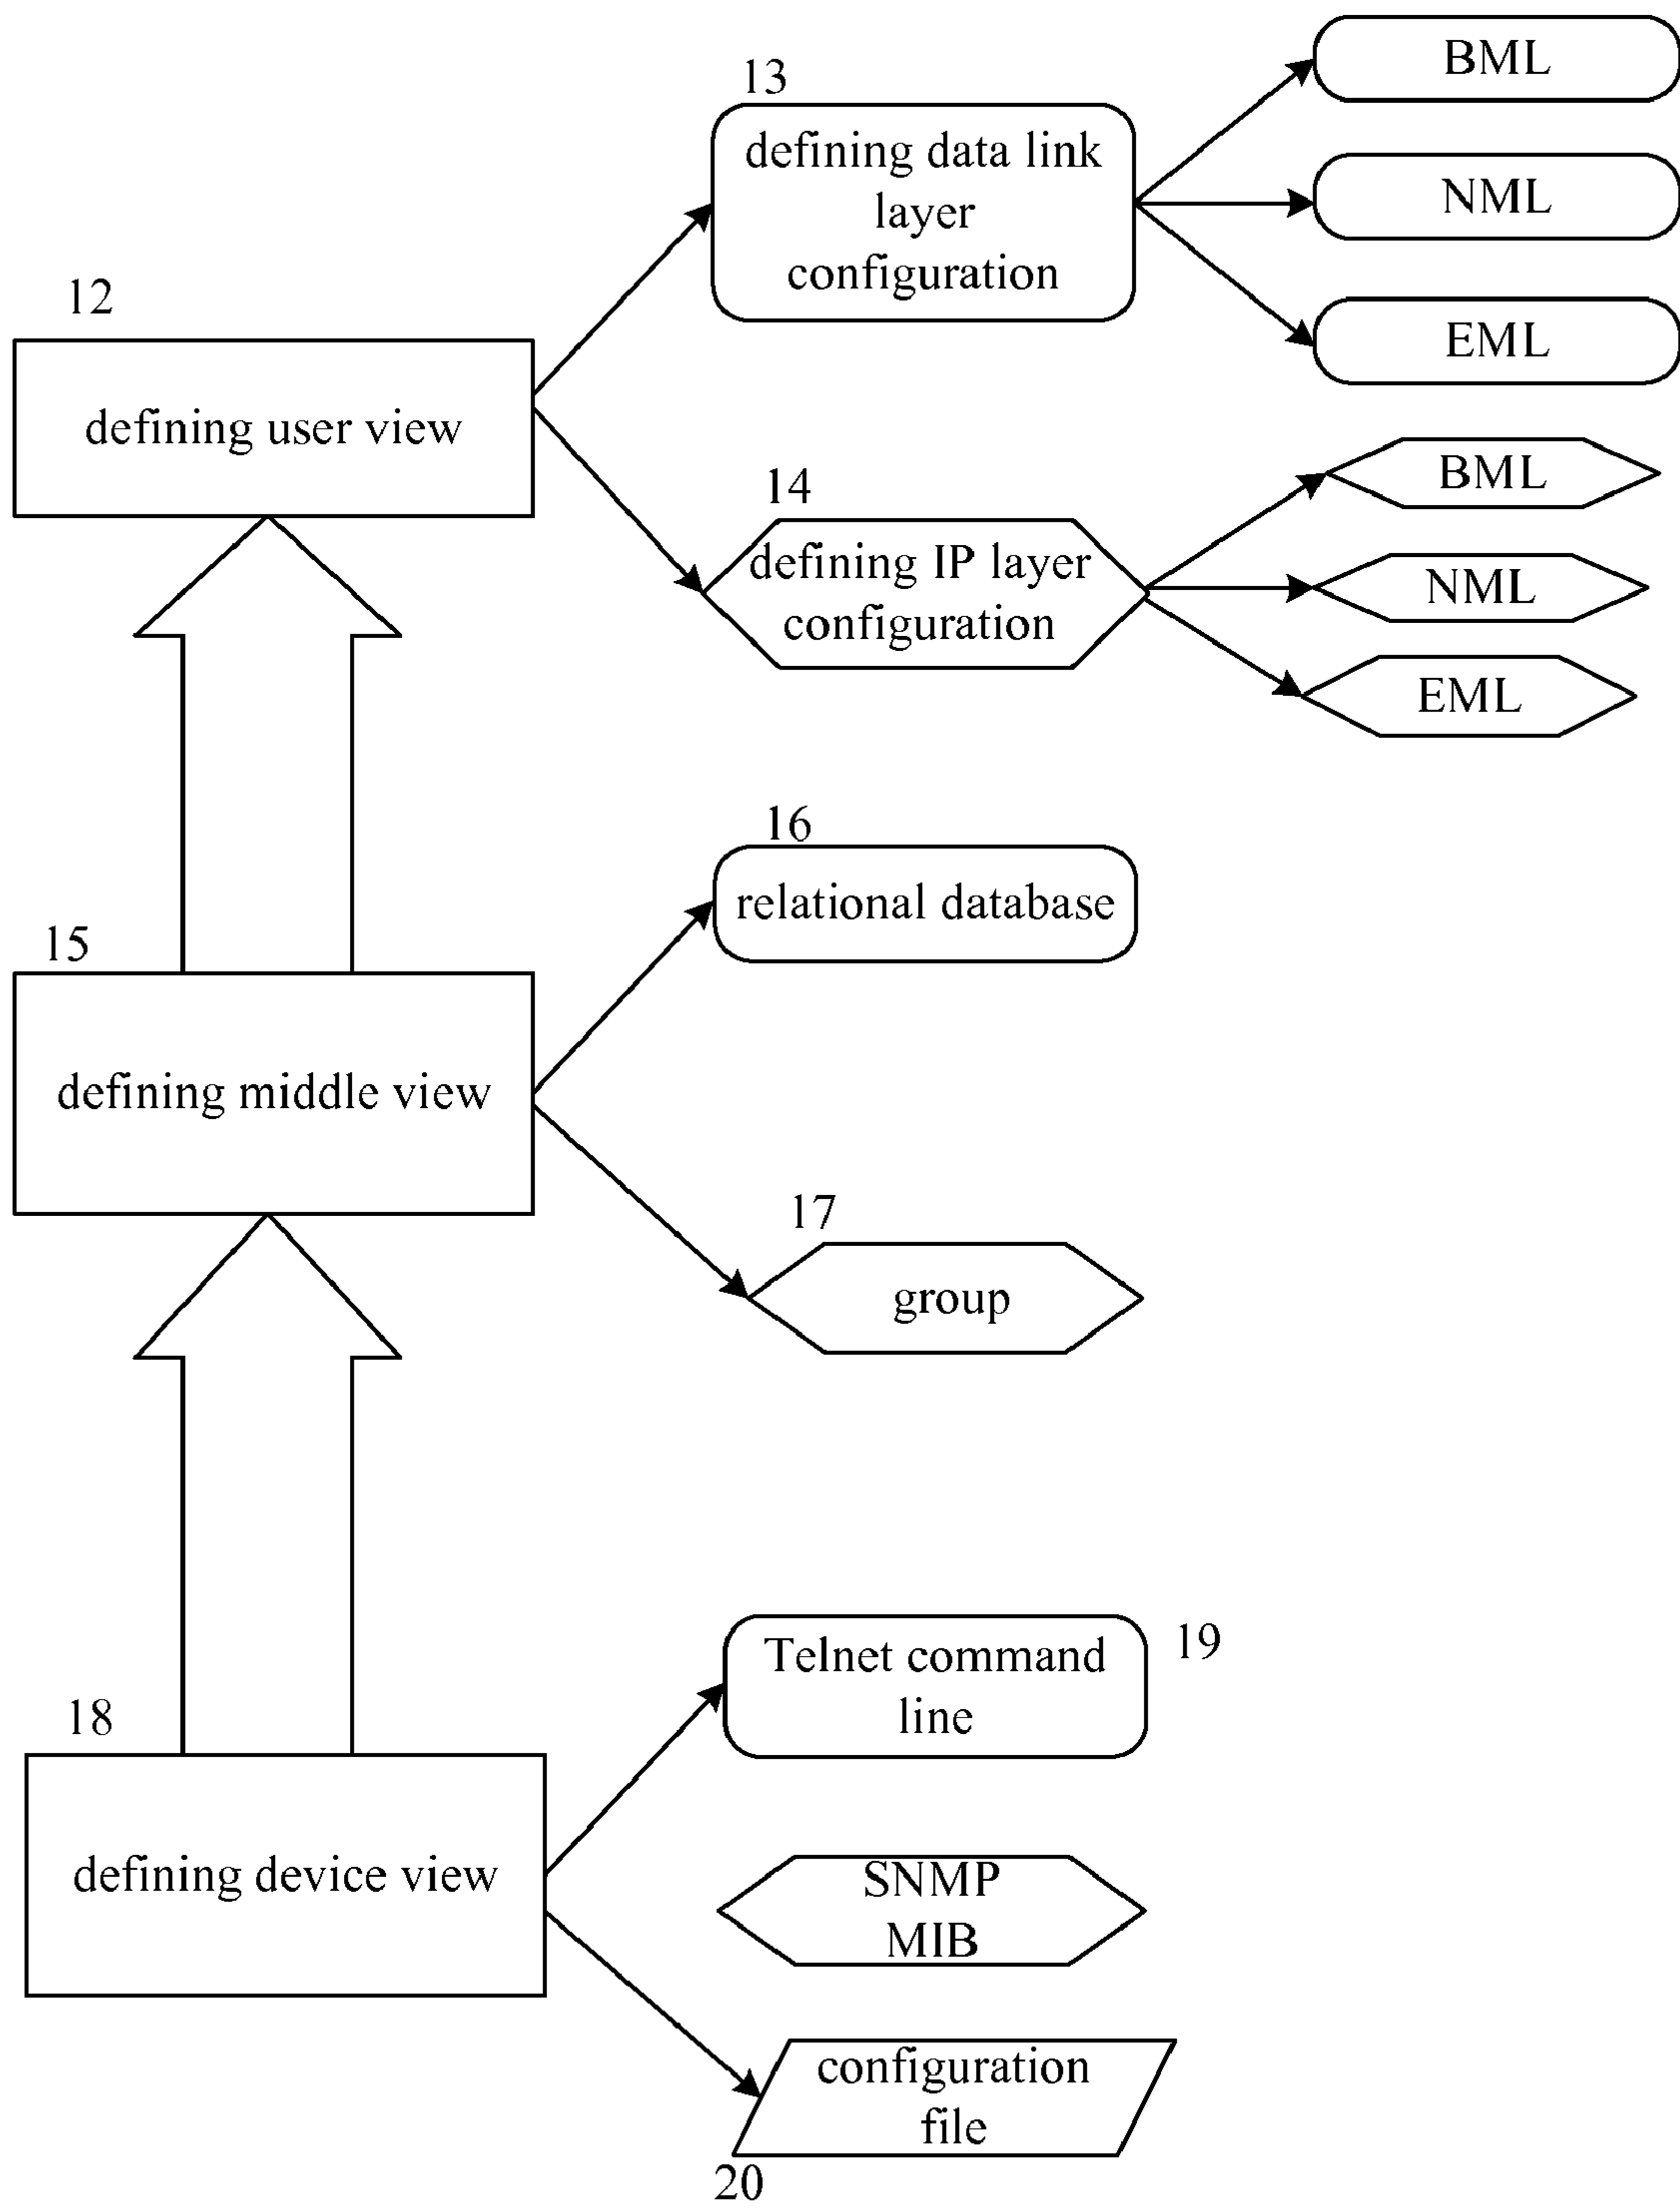 13
defining data link
layer
configuration
BML
NML
EML
12
defining user view
14
defining IP layer
configuration
BML
NML
EML
16
relational database
15
defining middle view
17
group
19
Telnet command
line
18
defining device view
SNMP
MIB
configuration
file
20